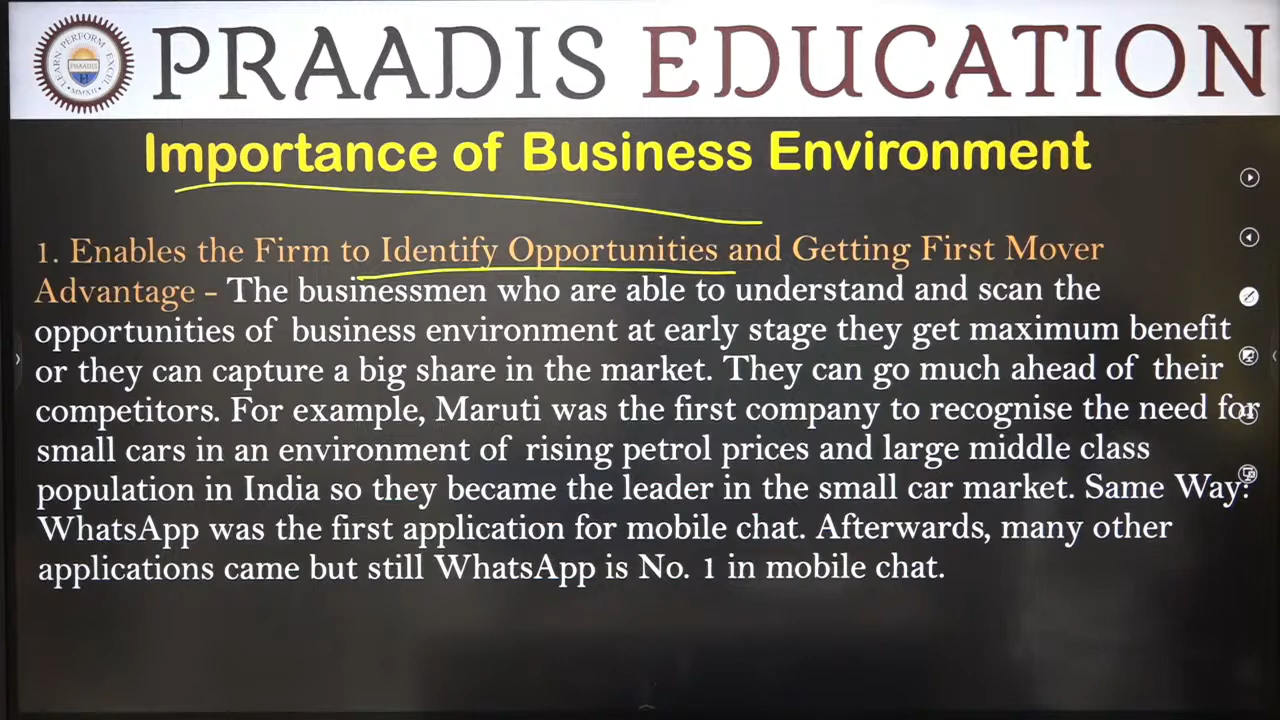 PRAADIS EDUCATION
LEARN PERFORM EXCEL
PRAADIS
MMXII
Importance of Business Environment
1. Enables the Firm to Identify Opportunities and Getting First Mover
Advantage - The businessmen who are able to understand and scan the
opportunities of business environment at early stage they get maximum benefit
or they can capture a big share in the market. They can go much ahead of their
competitors. For example, Maruti was the first company to recognise the need for
small cars in an environment of rising petrol prices and large middle class
population in India so they became the leader in the small car market. Same Way:
WhatsApp was the first application for mobile chat. Afterwards, many other
applications came but still WhatsApp is No. 1 in mobile chat.